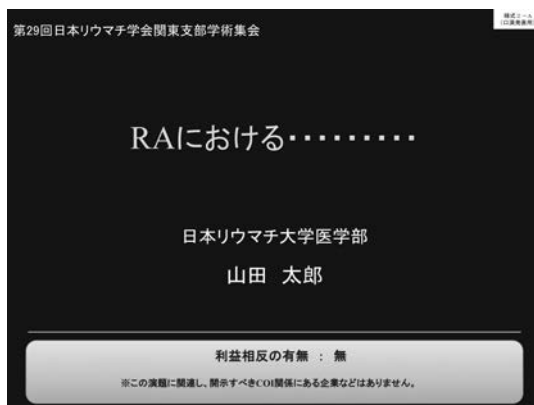 第29回日本リウマチ学会関東支部学術集会
RAにおける・・・・・・・・・
日本リウマチ大学医学部
山田　太郎
利益相反の有無　：　無
※この演題に関連し、開示すべきCOI関係にある企業などはありません。